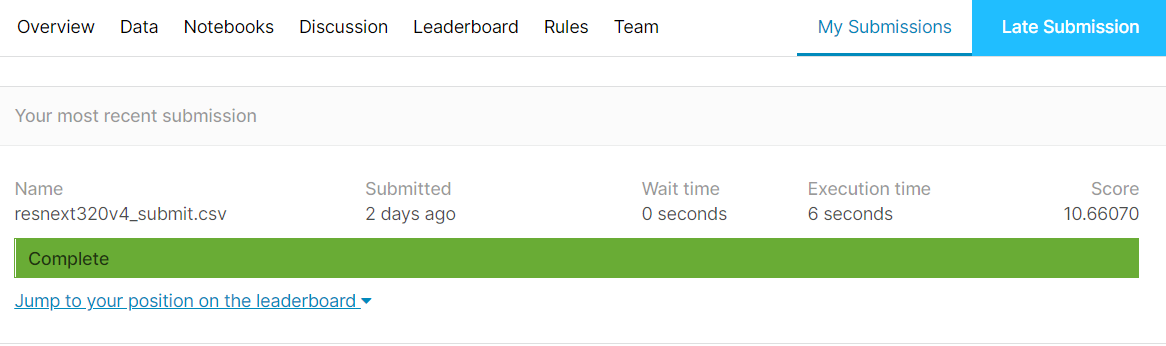 Overview Data Notebooks Discussion Leaderboard Rules Team My Submissions Late Submission
Your most recent submission
Name Submitted Wait time Execution time Score
resnext320v4_submit.csv 2 days ago 0 seconds 6 seconds 10.66070
Complete
Jump to your position on the leaderboard